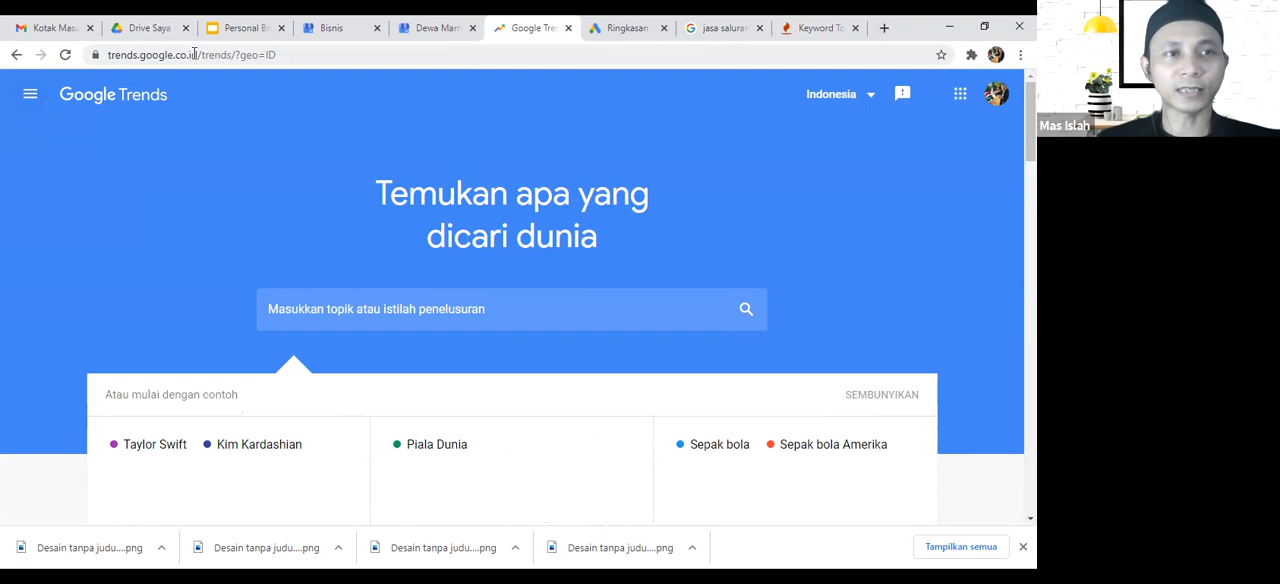 Kotak Masu
Drive Saya
Personal B
Bisnis
Dewa Marm
Google Tre
Ringkasan
jasa saluran
Keyword To
trends.google.co.id/trends/?geo=ID
Google Trends
Indonesia
Mas Islah
Temukan apa yang
dicari dunia
Masukkan topik atau istilah penelusuran
Atau mulai dengan contoh
SEMBUNYIKAN
Taylor Swift
Kim Kardashian
Piala Dunia
Sepak bola
Sepak bola Amerika
Desain tanpa judu....png
Desain tanpa judu....png
Desain tanpa judu....png
Desain tanpa judu....png
Tampilkan semua